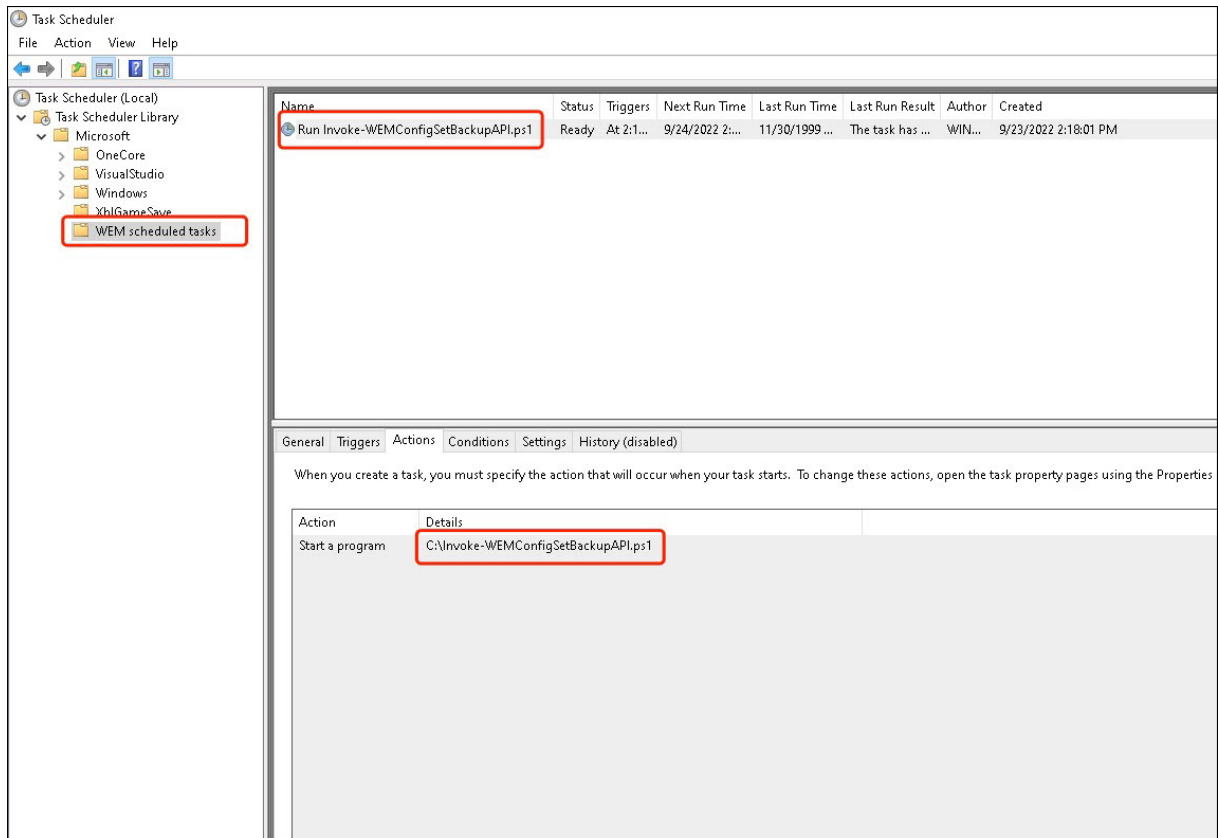 Task Scheduler
File Action View Help
Task Scheduler (Local)
Task Scheduler Library
Microsoft
OneCore
VisualStudio
Windows
XblGameSave
WEM scheduled tasks
Name Status Triggers Next Run Time Last Run Time Last Run Result Author Created
Run Invoke-WEMConfigSetBackupAPI.ps1 Ready At 2:1... 9/24/2022 2:... 11/30/1999 ... The task has ... WIN... 9/23/2022 2:18:01 PM
General Triggers Actions Conditions Settings History (disabled)
When you create a task, you must specify the action that will occur when your task starts. To change these actions, open the task property pages using the Properties
Action Details
Start a program C:\Invoke-WEMConfigSetBackupAPI.ps1